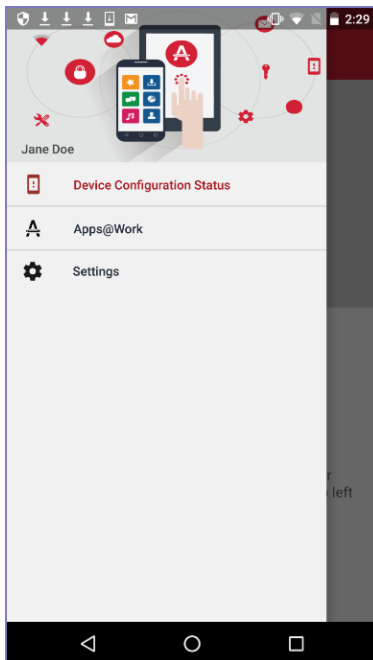 2:29
Jane Doe
Device Configuration Status
Apps@Work
Settings
r
left